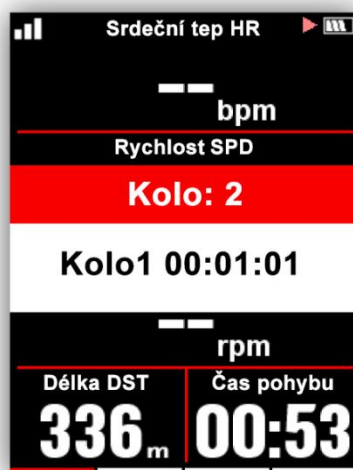 Srdeční tep HR
-- bpm
Rychlost SPD
Kolo: 2
Kolo1 00:01:01
-- rpm
Délka DST Čas pohybu
336m 00:53